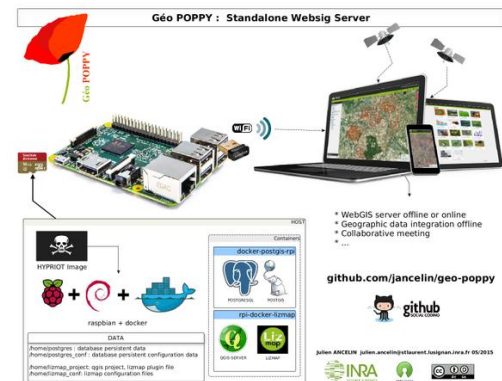 Géo POPPY : Standalone Websig Server
Géo POPPY
WiFi
HOST
HYPRIOT Image
raspbian + docker
Containers
docker-postgis-rpi
POSTGRESQL
POSTGIS
rpi-docker-lizmap
QGIS-SERVER
Liz
map
LIZMAP
DATA
/home/postgres : database persistent data
/home/postgres_conf : database persistent configuration data
/home/lizmap_project: qgis project, lizmap plugin file
/home/lizmap_conf: lizmap configuration files
* WebGIS server offline or online
* Geographic data integration offline
* Collaborative meeting
* ...
github.com/jancelin/geo-poppy
github
SOCIAL CODING
Julien ANCELIN julien.ancelin@stlaurent.lusignan.inra.fr 05/2015
INRA